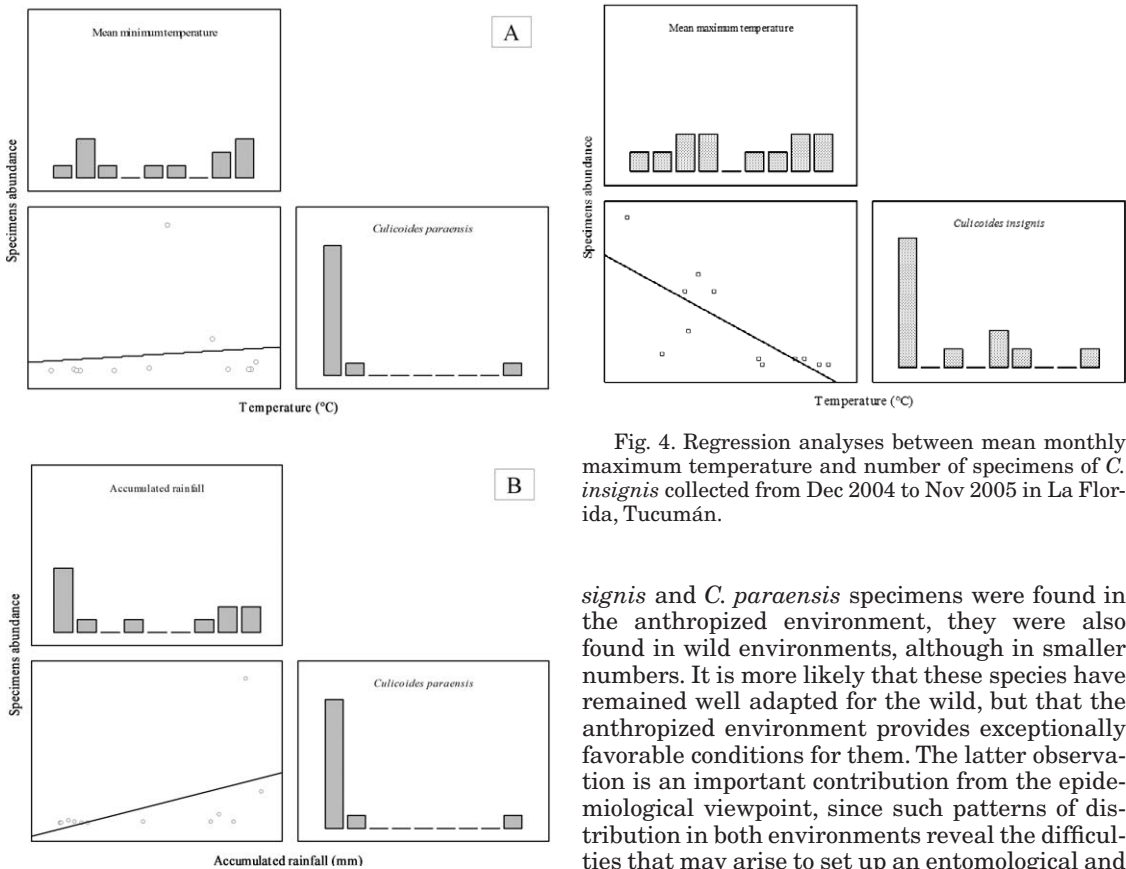 Mean minimum temperature
A
Specimens abundance
Culicoides paraensis
Temperature (°C)
Accumulated rainfall
B
Specimens abundance
Culicoides paraensis
Accumulated rainfall (mm)
Mean maximum temperature
Specimens abundance
Culicoides insignis
Temperature (°C)
Fig. 4. Regression analyses between mean monthly
maximum temperature and number of specimens of C.
insignis collected from Dec 2004 to Nov 2005 in La Flor-
ida, Tucumán.
signis and C. paraensis specimens were found in
the anthropized environment, they were also
found in wild environments, although in smaller
numbers. It is more likely that these species have
remained well adapted for the wild, but that the
anthropized environment provides exceptionally
favorable conditions for them. The latter observa-
tion is an important contribution from the epide-
miological viewpoint, since such patterns of dis-
tribution in both environments reveal the difficul-
ties that may arise to set up an entomological and